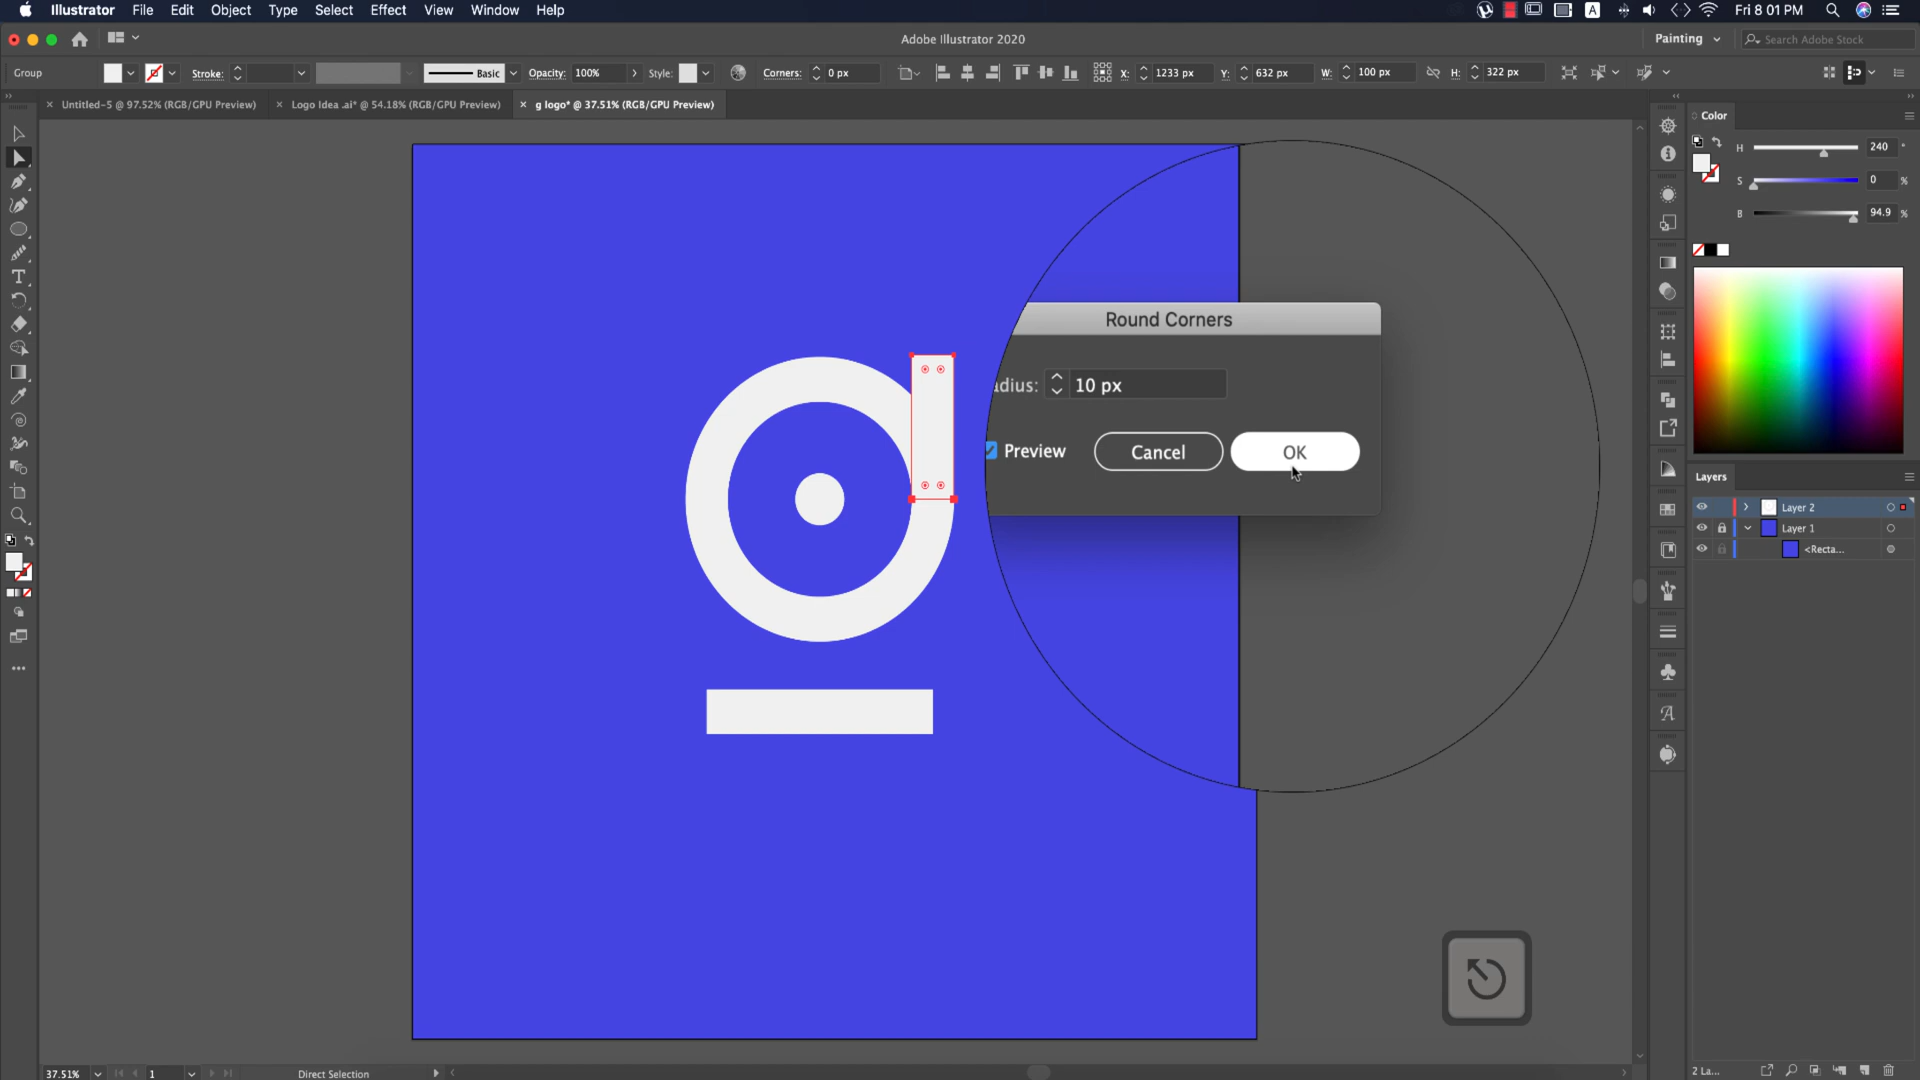 Illustrator File Edit Object Type Select Effect View Window Help
A
Fri 8 01 PM
Adobe Illustrator 2020
Painting
Search Adobe Stock
Group
Stroke:
Basic
Opacity: 100%
Style:
Corners: 0 px
X: 1233 px
Y: 632 px
W: 100 px
H: 322 px
Untitled-5 @ 97.52% (RGB/GPU Preview)
Logo Idea .ai* @ 54.18% (RGB/GPU Preview)
g logo* @ 37.51% (RGB/GPU Preview)
Color
H 240 °
S 0 %
B 94.9 %
Round Corners
adius: 10 px
Preview
Cancel
OK
Layers
Layer 2
Layer 1
<Recta...
37.51%
1
Direct Selection
2 La...